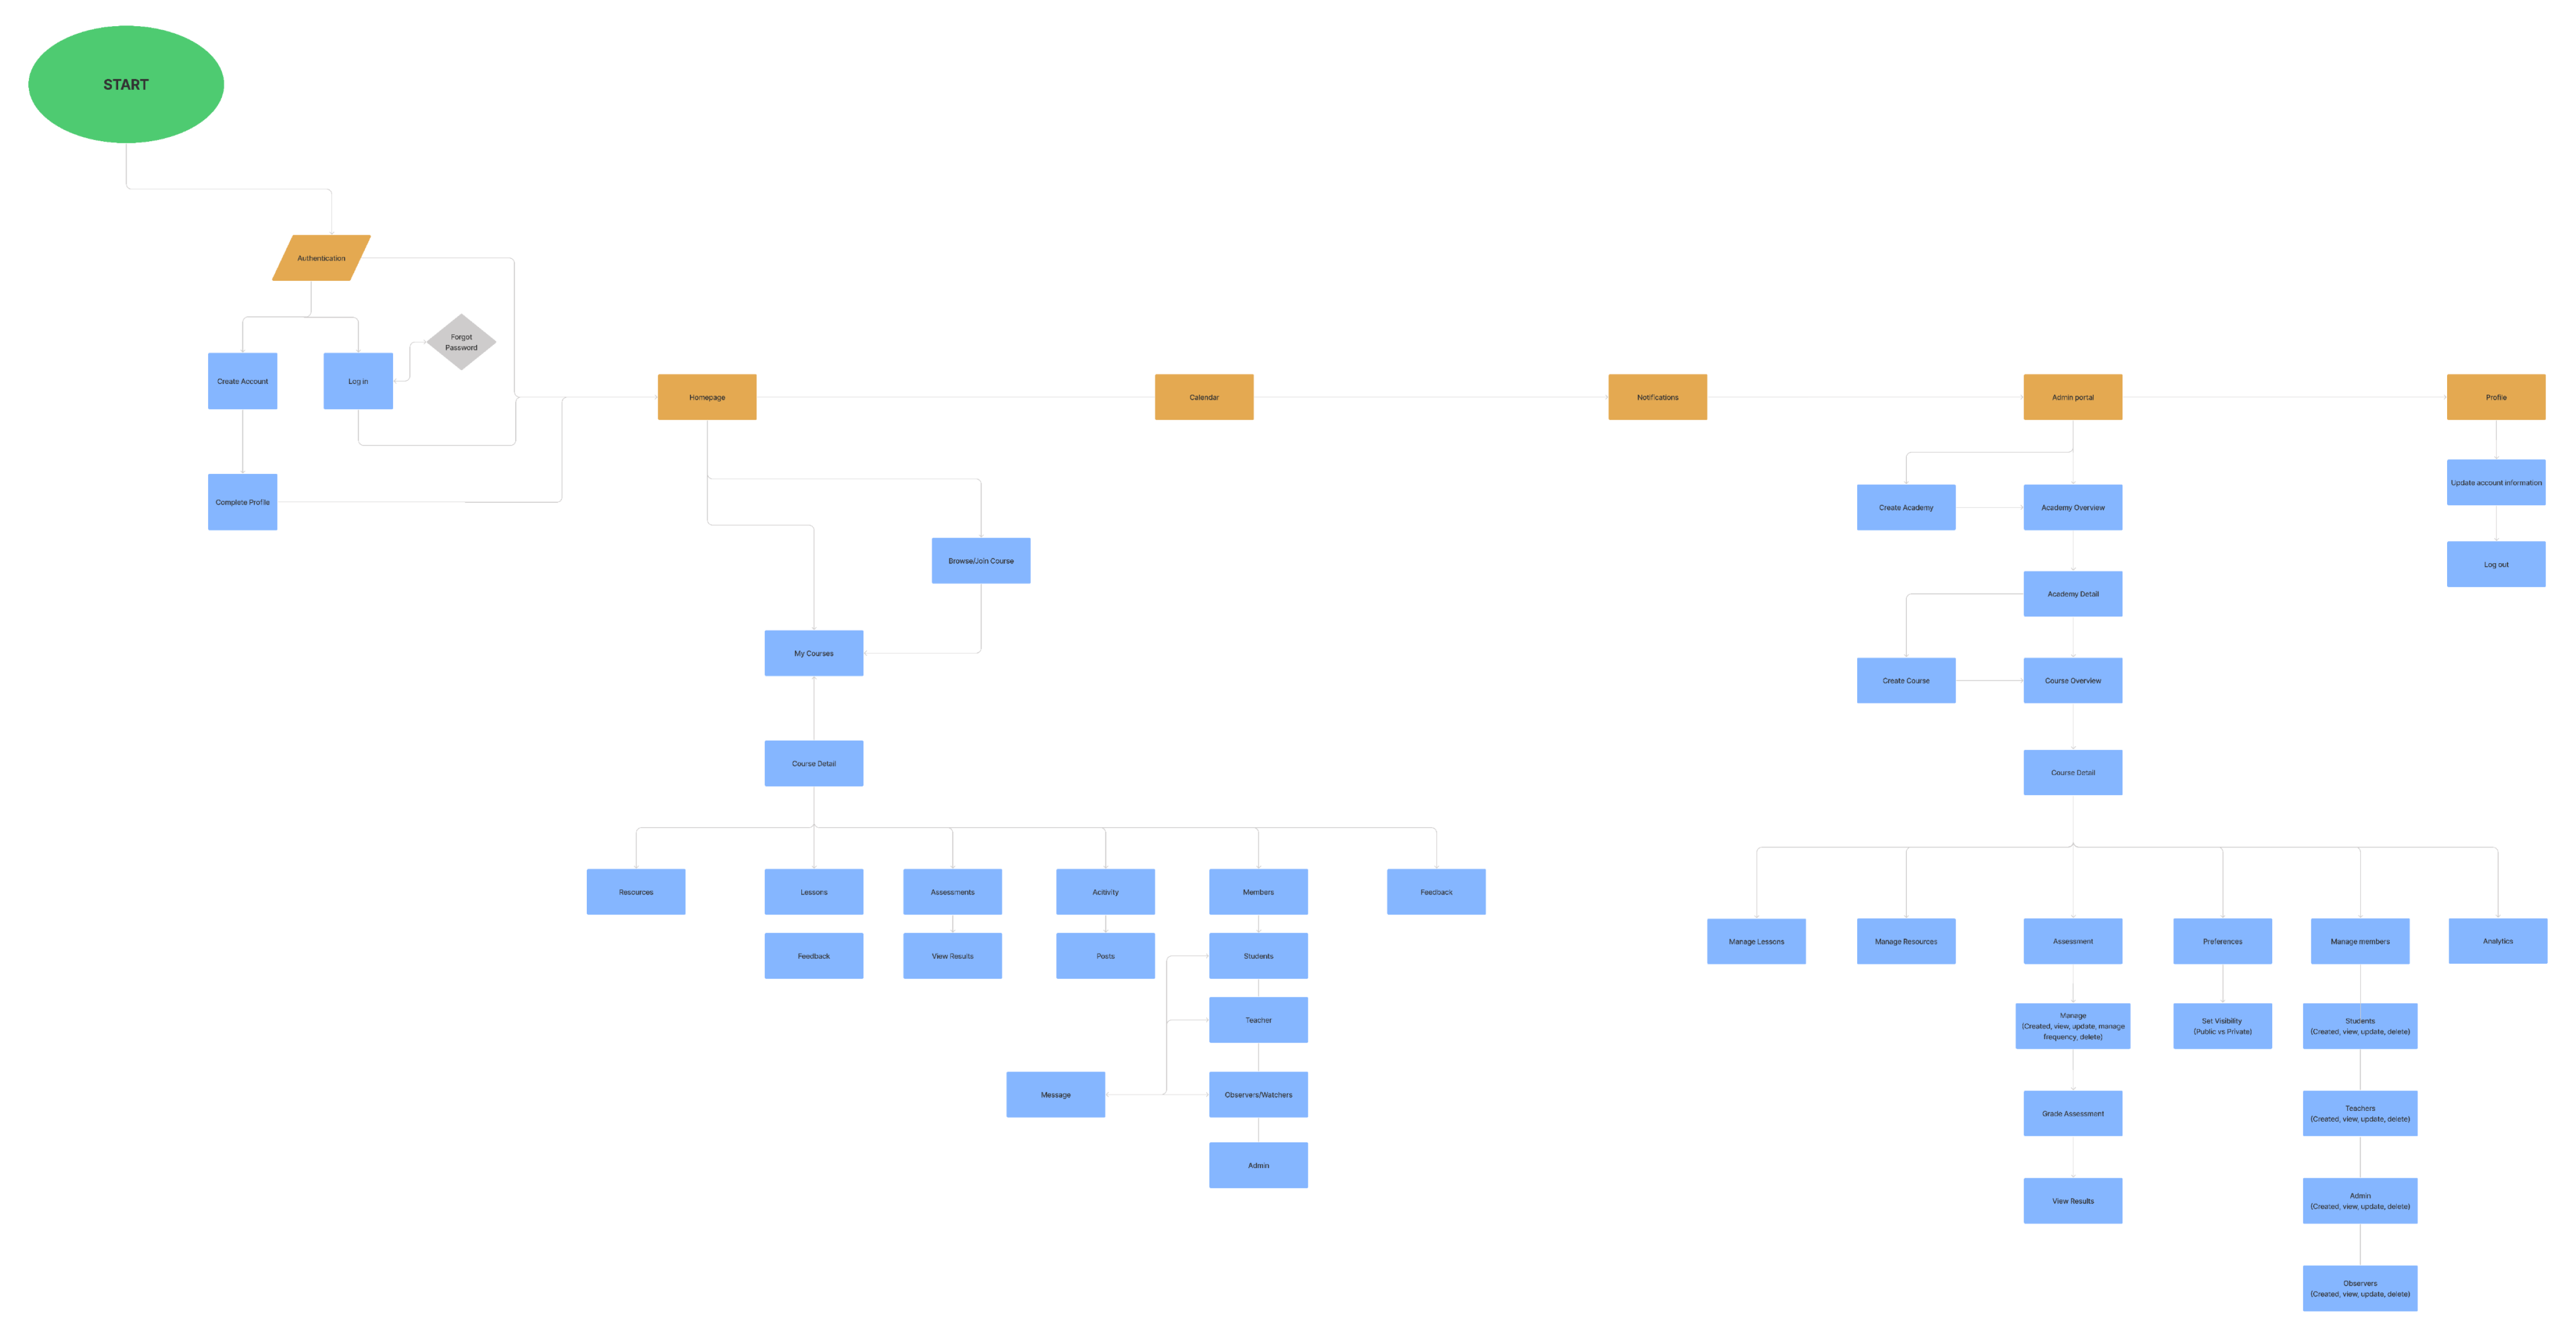 START
Authentication
Forgot
Password
Create Account
Log in
Homepage
Calendar
Notifications
Admin portal
Profile
Complete Profile
Update account information
Create Academy
Academy Overview
Browse/Join Course
Log out
Academy Detail
My Courses
Create Course
Course Overview
Course Detail
Course Detail
Resources
Lessons
Assessments
Acitivity
Members
Feedback
Manage Lessons
Manage Resources
Assessment
Preferences
Manage members
Analytics
Feedback
View Results
Posts
Students
Teacher
Manage
(Created, view, update, manage
frequency, delete)
Set Visibility
(Public vs Private)
Students
(Created, view, update, delete)
Message
Observers/Watchers
Grade Assessment
Teachers
(Created, view, update, delete)
Admin
View Results
Admin
(Created, view, update, delete)
Observers
(Created, view, update, delete)